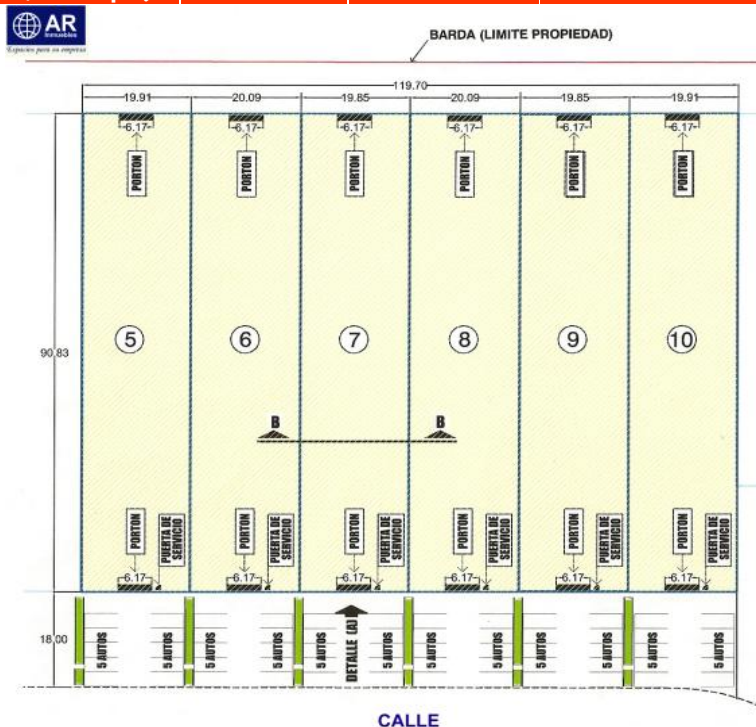 AR
Inmuebles
Espacios para su empresa
BARDA (LIMITE PROPIEDAD)
119.70
19.91 20.09 19.85 20.09 19.85 19.91
6.17 6.17 6.17 6.17 6.17 6.17
PORTON PORTON PORTON PORTON PORTON PORTON
5 6 7 8 9 10
90.83
B B
PORTON PUERTA DE SERVICIO PORTON PUERTA DE SERVICIO PORTON PUERTA DE SERVICIO PORTON PUERTA DE SERVICIO PORTON PUERTA DE SERVICIO PORTON PUERTA DE SERVICIO
6.17 6.17 6.17 6.17 6.17 6.17
18.00
5 AUTOS 5 AUTOS 5 AUTOS 5 AUTOS 5 AUTOS 5 AUTOS DETALLE (A) 5 AUTOS 5 AUTOS 5 AUTOS 5 AUTOS 5 AUTOS 5 AUTOS
CALLE